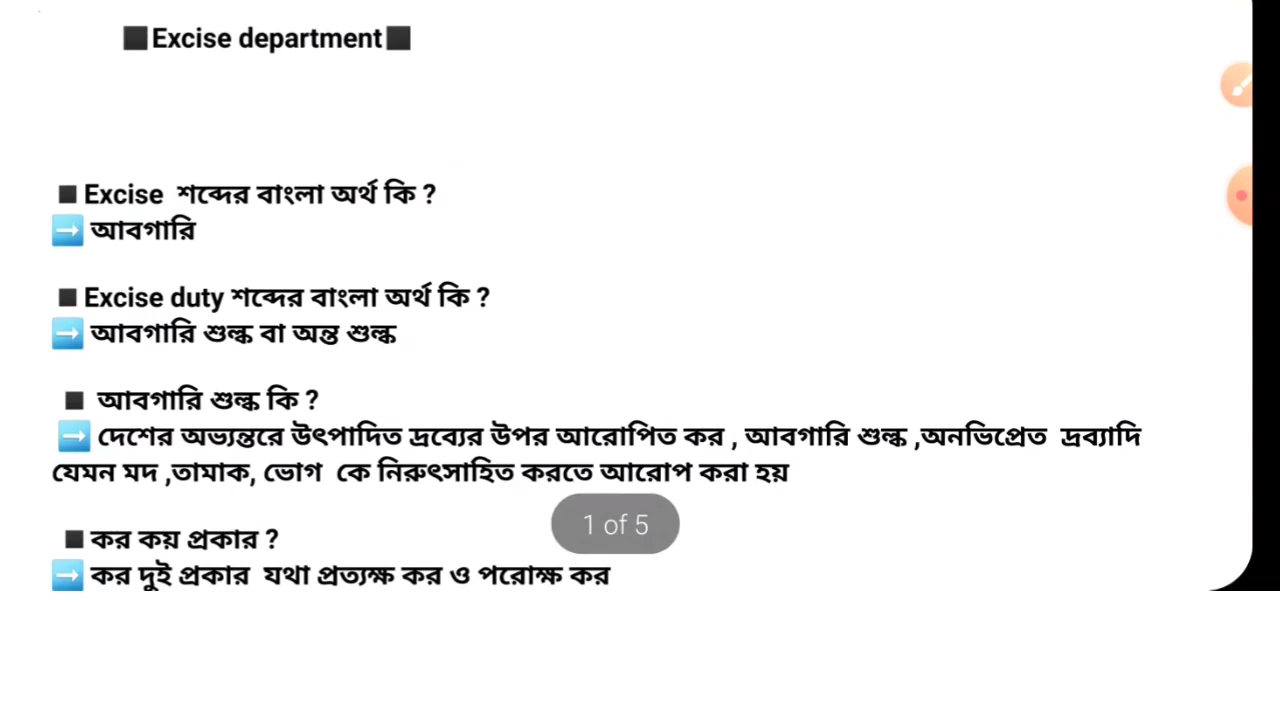 ⬛Excise department⬛
◼Excise শব্দের বাংলা অর্থ কি ?
➡ আবগারি
◼Excise duty শব্দের বাংলা অর্থ কি ?
➡ আবগারি শুল্ক বা অন্ত শুল্ক
◼ আবগারি শুল্ক কি ?
➡ দেশের অভ্যন্তরে উৎপাদিত দ্রব্যের উপর আরোপিত কর , আবগারি শুল্ক ,অনভিপ্রেত দ্রব্যাদি
যেমন মদ ,তামাক, ভোগ কে নিরুৎসাহিত করতে আরোপ করা হয়
1 of 5
◼কর কয় প্রকার ?
➡ কর দুই প্রকার যথা প্রত্যক্ষ কর ও পরোক্ষ কর